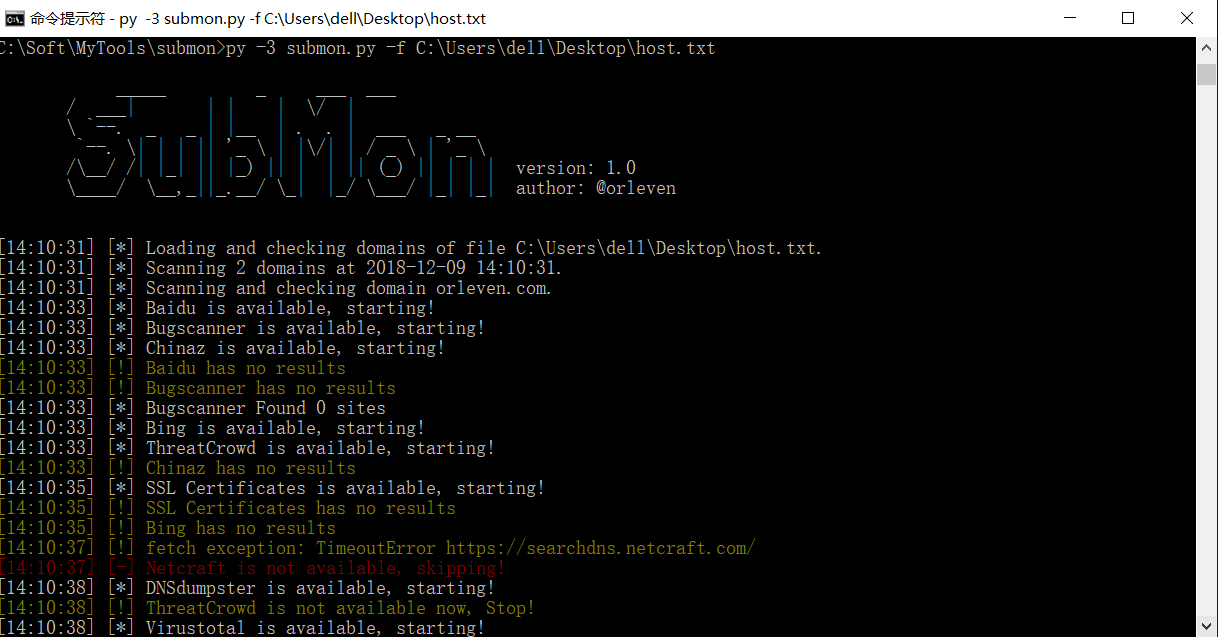 命令提示符 - py -3 submon.py -f C:\Users\dell\Desktop\host.txt
C:\Soft\MyTools\submon>py -3 submon.py -f C:\Users\dell\Desktop\host.txt
SubMon
version: 1.0
author: @orleven
[14:10:31] [*] Loading and checking domains of file C:\Users\dell\Desktop\host.txt.
[14:10:31] [*] Scanning 2 domains at 2018-12-09 14:10:31.
[14:10:31] [*] Scanning and checking domain orleven.com.
[14:10:33] [*] Baidu is available, starting!
[14:10:33] [*] Bugscanner is available, starting!
[14:10:33] [*] Chinaz is available, starting!
[14:10:33] [!] Baidu has no results
[14:10:33] [!] Bugscanner has no results
[14:10:33] [*] Bugscanner Found 0 sites
[14:10:33] [*] Bing is available, starting!
[14:10:33] [*] ThreatCrowd is available, starting!
[14:10:33] [!] Chinaz has no results
[14:10:35] [*] SSL Certificates is available, starting!
[14:10:35] [!] SSL Certificates has no results
[14:10:35] [!] Bing has no results
[14:10:37] [!] fetch exception: TimeoutError https://searchdns.netcraft.com/
[14:10:37] [-] Netcraft is not available, skipping!
[14:10:38] [*] DNSdumpster is available, starting!
[14:10:38] [!] ThreatCrowd is not available now, Stop!
[14:10:38] [*] Virustotal is available, starting!